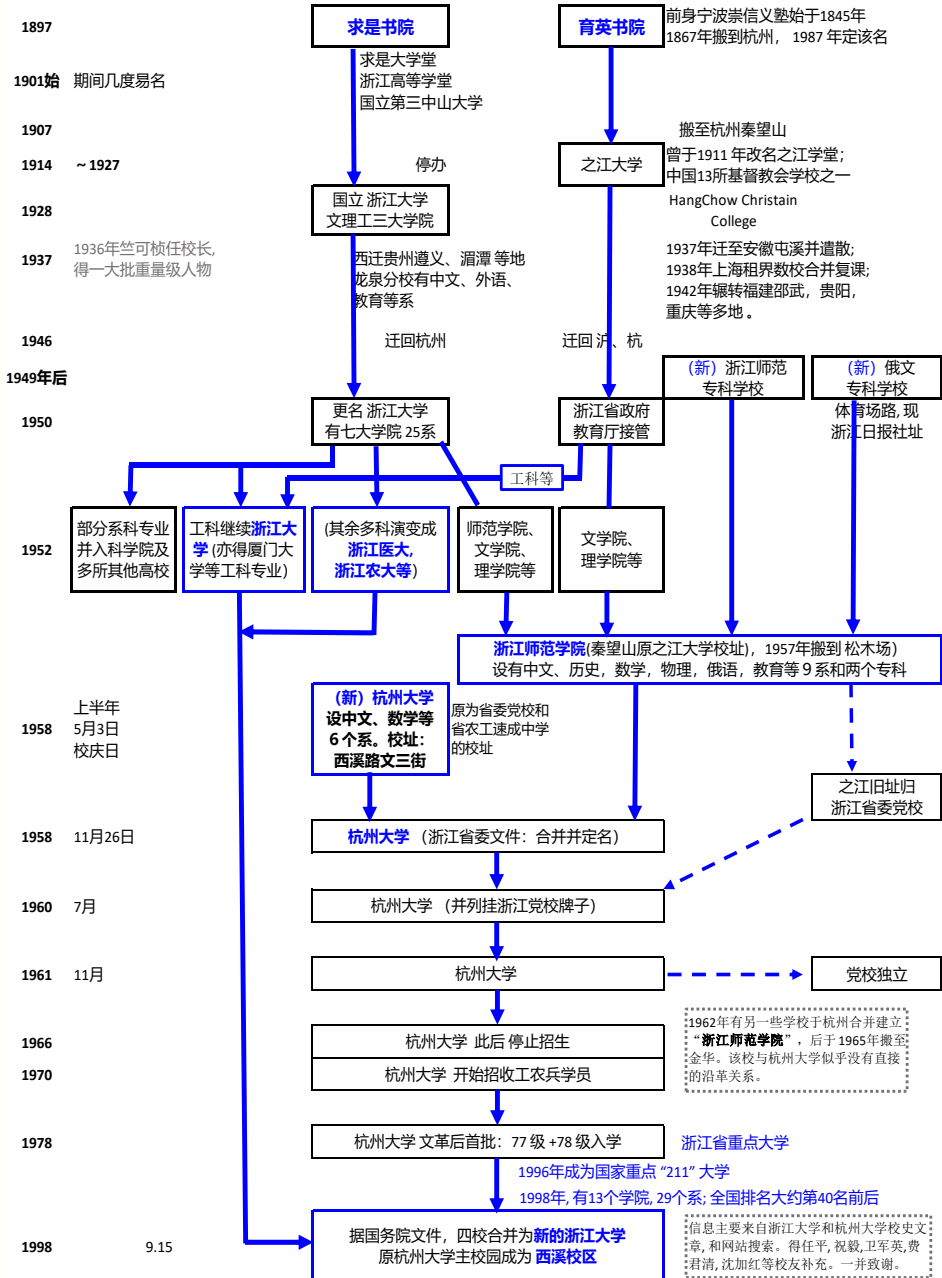 1897
求是书院
育英书院
前身宁波崇信义塾始于1845年
1867年搬到杭州， 1987 年定该名
1901始 期间几度易名
求是大学堂
浙江高等学堂
国立第三中山大学
1907
搬至杭州秦望山
1914 ～1927
停办
之江大学
曾于1911 年改名之江学堂；
中国13所基督教会学校之一
HangChow Christain
College
1928
国立 浙江大学
文理工三大学院
1937
1936年竺可桢任校长,
得一大批重量级人物
西迁贵州遵义、湄潭 等地
龙泉分校有中文、外语、
教育等系
1937年迁至安徽屯溪并遣散；
1938年上海租界数校合并复课;
1942年辗转福建邵武，贵阳，
重庆等多地 。
1946
迁回杭州
迁回 沪、杭
1949年后
（新）浙江师范
专科学校
（新）俄文
专科学校
1950
更名 浙江大学
有七大学院 25系
浙江省政府
教育厅接管
体育场路, 现
浙江日报社址
工科等
1952
部分系科专业
并入科学院及
多所其他高校
工科继续浙江大
学 (亦得厦门大
学等工科专业）
(其余多科演变成
浙江医大,
浙江农大等）
师范学院、
文学院、
理学院等
文学院、
理学院等
浙江师范学院(秦望山原之江大学校址)，1957年搬到 松木场）
设有中文、历史，数学，物理，俄语，教育等 9 系和两个专科
1958
上半年
5月3日
校庆日
（新）杭州大学
设中文、数学等
6 个系。校址：
西溪路文三街
原为省委党校和
省农工速成中学
的校址
之江旧址归
浙江省委党校
1958 11月26日
杭州大学 （浙江省委文件：合并并定名）
1960 7月
杭州大学 （并列挂浙江党校牌子）
1961 11月
杭州大学
党校独立
1966
杭州大学 此后 停止招生
1970
杭州大学 开始招收工农兵学员
1962年有另一些学校于杭州合并建立
“浙江师范学院”，后于1965年搬至
金华。该校与杭州大学似乎没有直接
的沿革关系。
1978
杭州大学 文革后首批：77 级 +78 级入学
浙江省重点大学
1996年成为国家重点 “211” 大学
1998年, 有13个学院, 29个系; 全国排名大约第40名前后
1998 9.15
据国务院文件，四校合并为新的浙江大学
原杭州大学主校园成为 西溪校区
信息主要来自浙江大学和杭州大学校史文
章, 和网站搜索。得任平, 祝毅,卫军英,费
君清, 沈加红等校友补充。一并致谢。